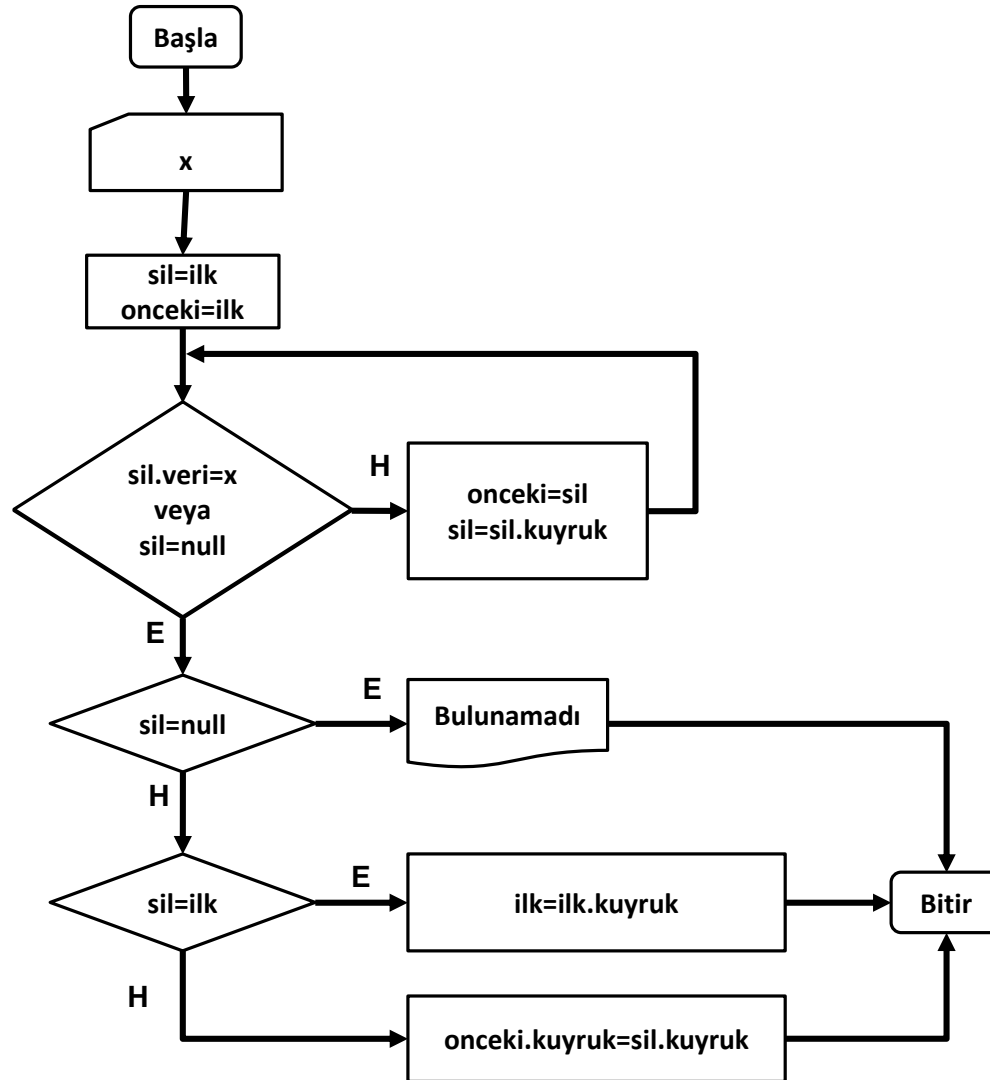 Başla
x
sil=ilk
onceki=ilk
sil.veri=x
veya
sil=null
H
onceki=sil
sil=sil.kuyruk
E
sil=null
E
Bulunamadı
H
sil=ilk
E
ilk=ilk.kuyruk
Bitir
H
onceki.kuyruk=sil.kuyruk